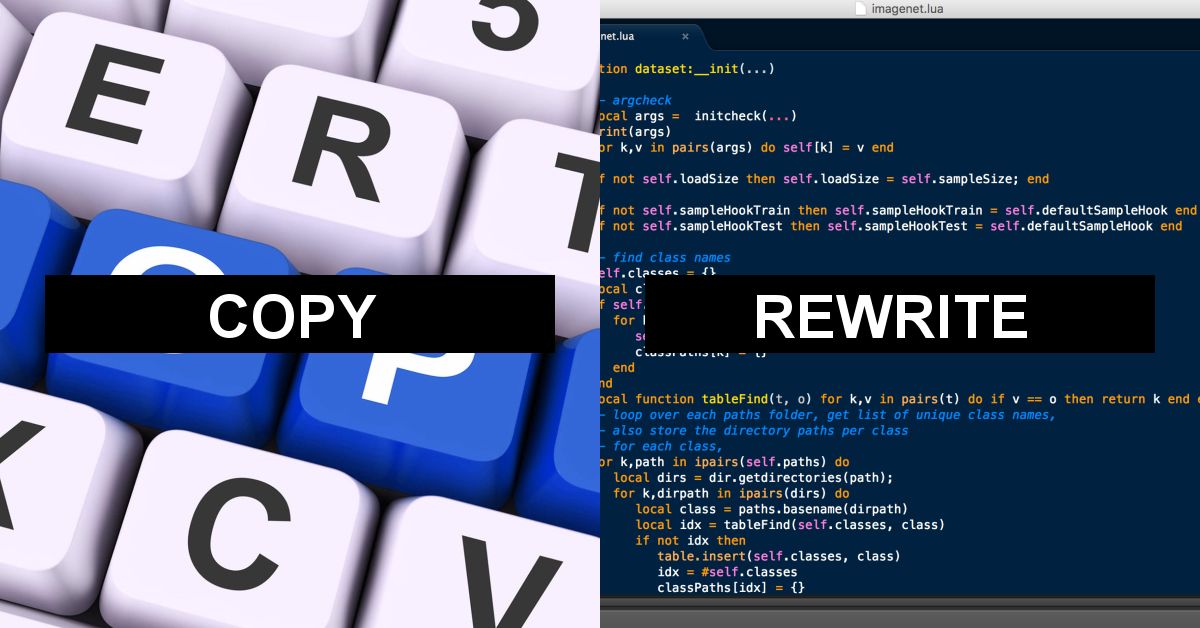 5
E
R
T
COPY
P
X
C
V
imagenet.lua
net.lua
tion dataset:__init(...)
- argcheck
ocal args =  initcheck(...)
rint(args)
or k,v in pairs(args) do self[k] = v end
f not self.loadSize then self.loadSize = self.sampleSize; end
f not self.sampleHookTrain then self.sampleHookTrain = self.defaultSampleHook end
f not self.sampleHookTest then self.sampleHookTest = self.defaultSampleHook end
- find class names
elf.classes = {}
ocal c
f self.
for
REWRITE
classPaths[k] = {}
end
nd
ocal function tableFind(t, o) for k,v in pairs(t) do if v == o then return k end
- loop over each paths folder, get list of unique class names,
- also store the directory paths per class
- for each class,
or k,path in ipairs(self.paths) do
local dirs = dir.getdirectories(path);
for k,dirpath in ipairs(dirs) do
local class = paths.basename(dirpath)
local idx = tableFind(self.classes, class)
if not idx then
table.insert(self.classes, class)
idx = #self.classes
classPaths[idx] = {}